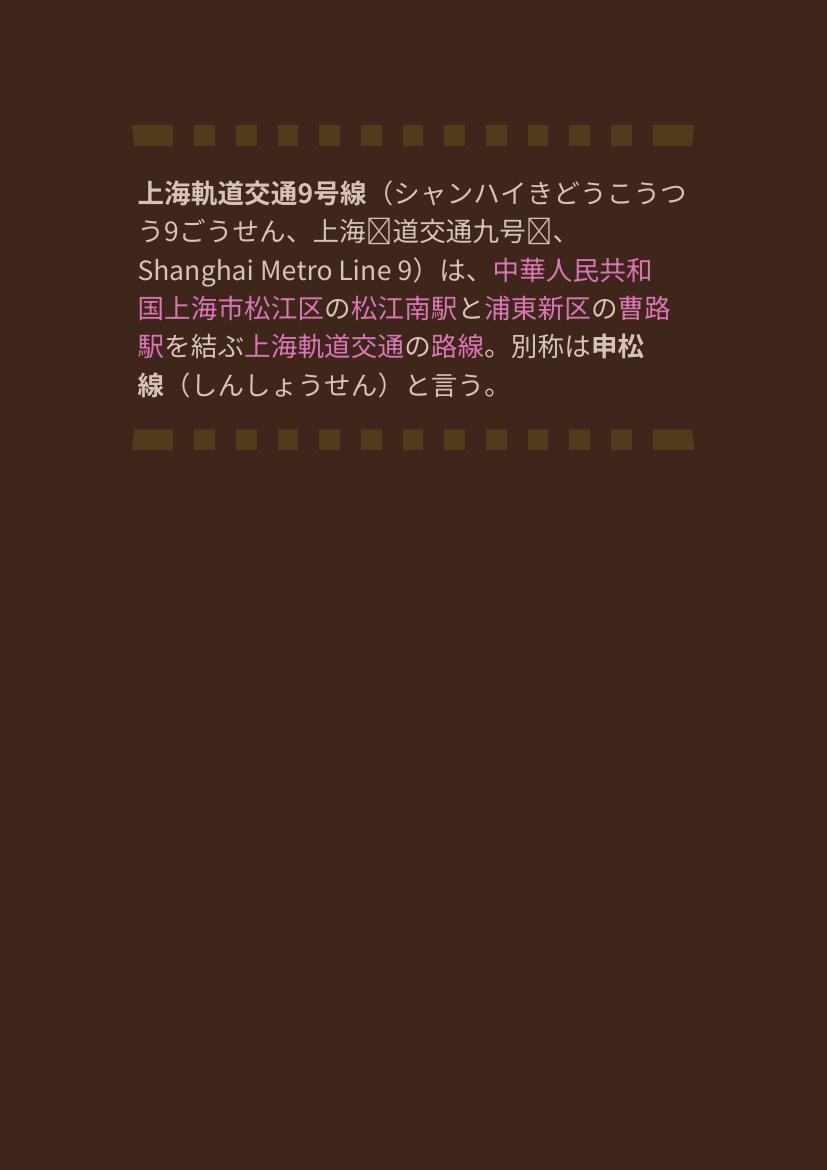 上海軌道交通9号線（シャンハイきどうこうつ
う9ごうせん、上海道交通九号、
Shanghai Metro Line 9）は、中華人民共和
国上海市松江区の松江南駅と浦東新区の曹路
駅を結ぶ上海軌道交通の路線。別称は申松
線（しんしょうせん）と言う。